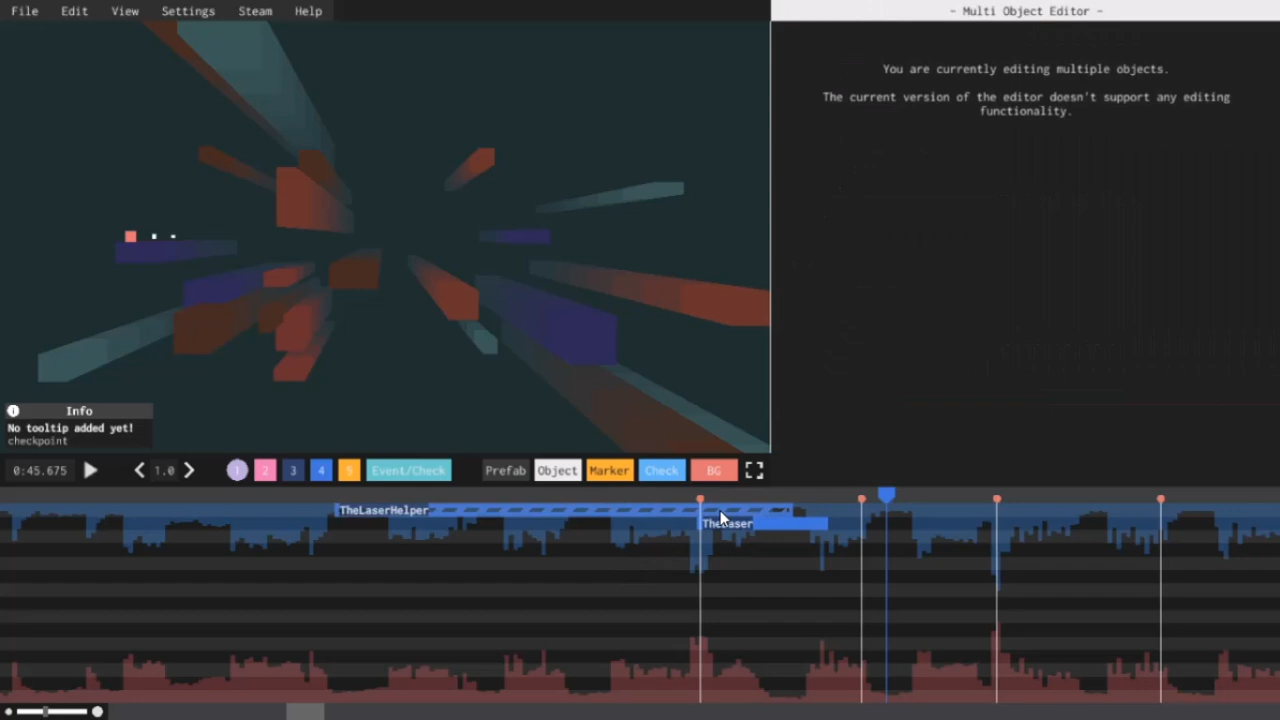 File Edit View Settings Steam Help
- Multi Object Editor -
You are currently editing multiple objects.
The current version of the editor doesn't support any editing
functionality.
Info
No tooltip added yet!
checkpoint
0:45.675 1.0 1 2 3 4 5 Event/Check Prefab Object Marker Check BG
TheLaserHelper
TheLaser